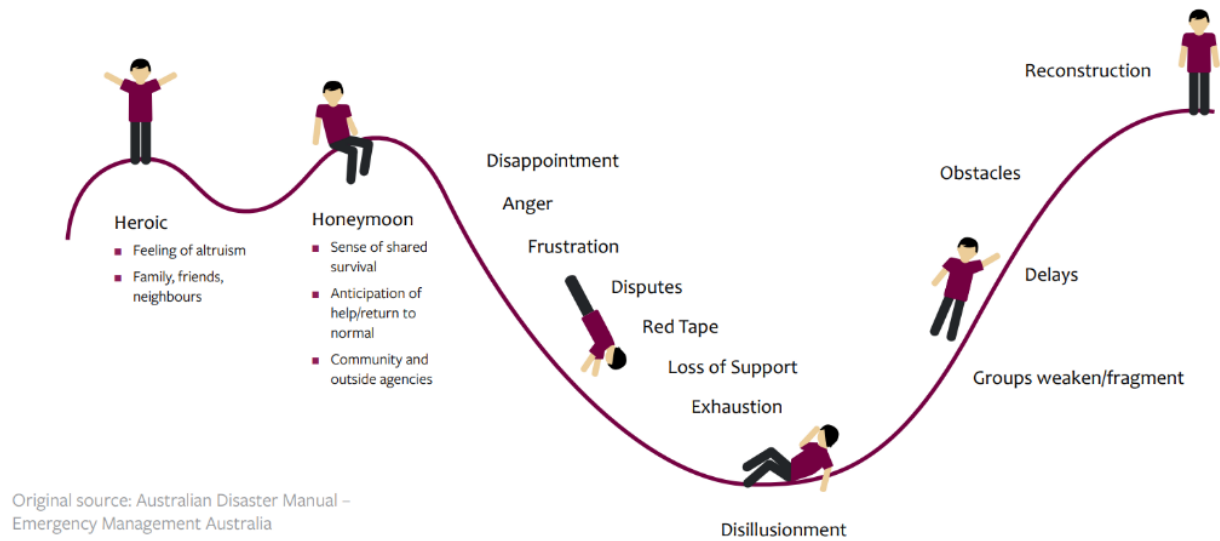 Heroic
Feeling of altruism
Family, friends,
neighbours
Honeymoon
Sense of shared
survival
Anticipation of
help/return to
normal
Community and
outside agencies
Disappointment
Anger
Frustration
Disputes
Red Tape
Loss of Support
Exhaustion
Disillusionment
Groups weaken/fragment
Delays
Obstacles
Reconstruction
Original source: Australian Disaster Manual –
Emergency Management Australia